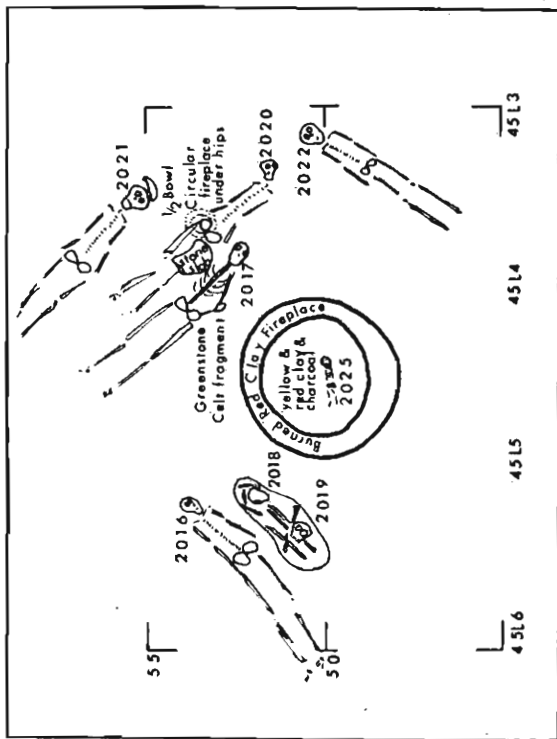 55
50
45L6
45L5
45L4
45L3
2016
2018
2019
Greenstone
Celt fragment
2017
Stone
Slab
2021
½ Bowl
Circular
fireplace
under hips
2020
2022
Burned Red Clay Fireplace
yellow &
red clay &
charcoal
2025